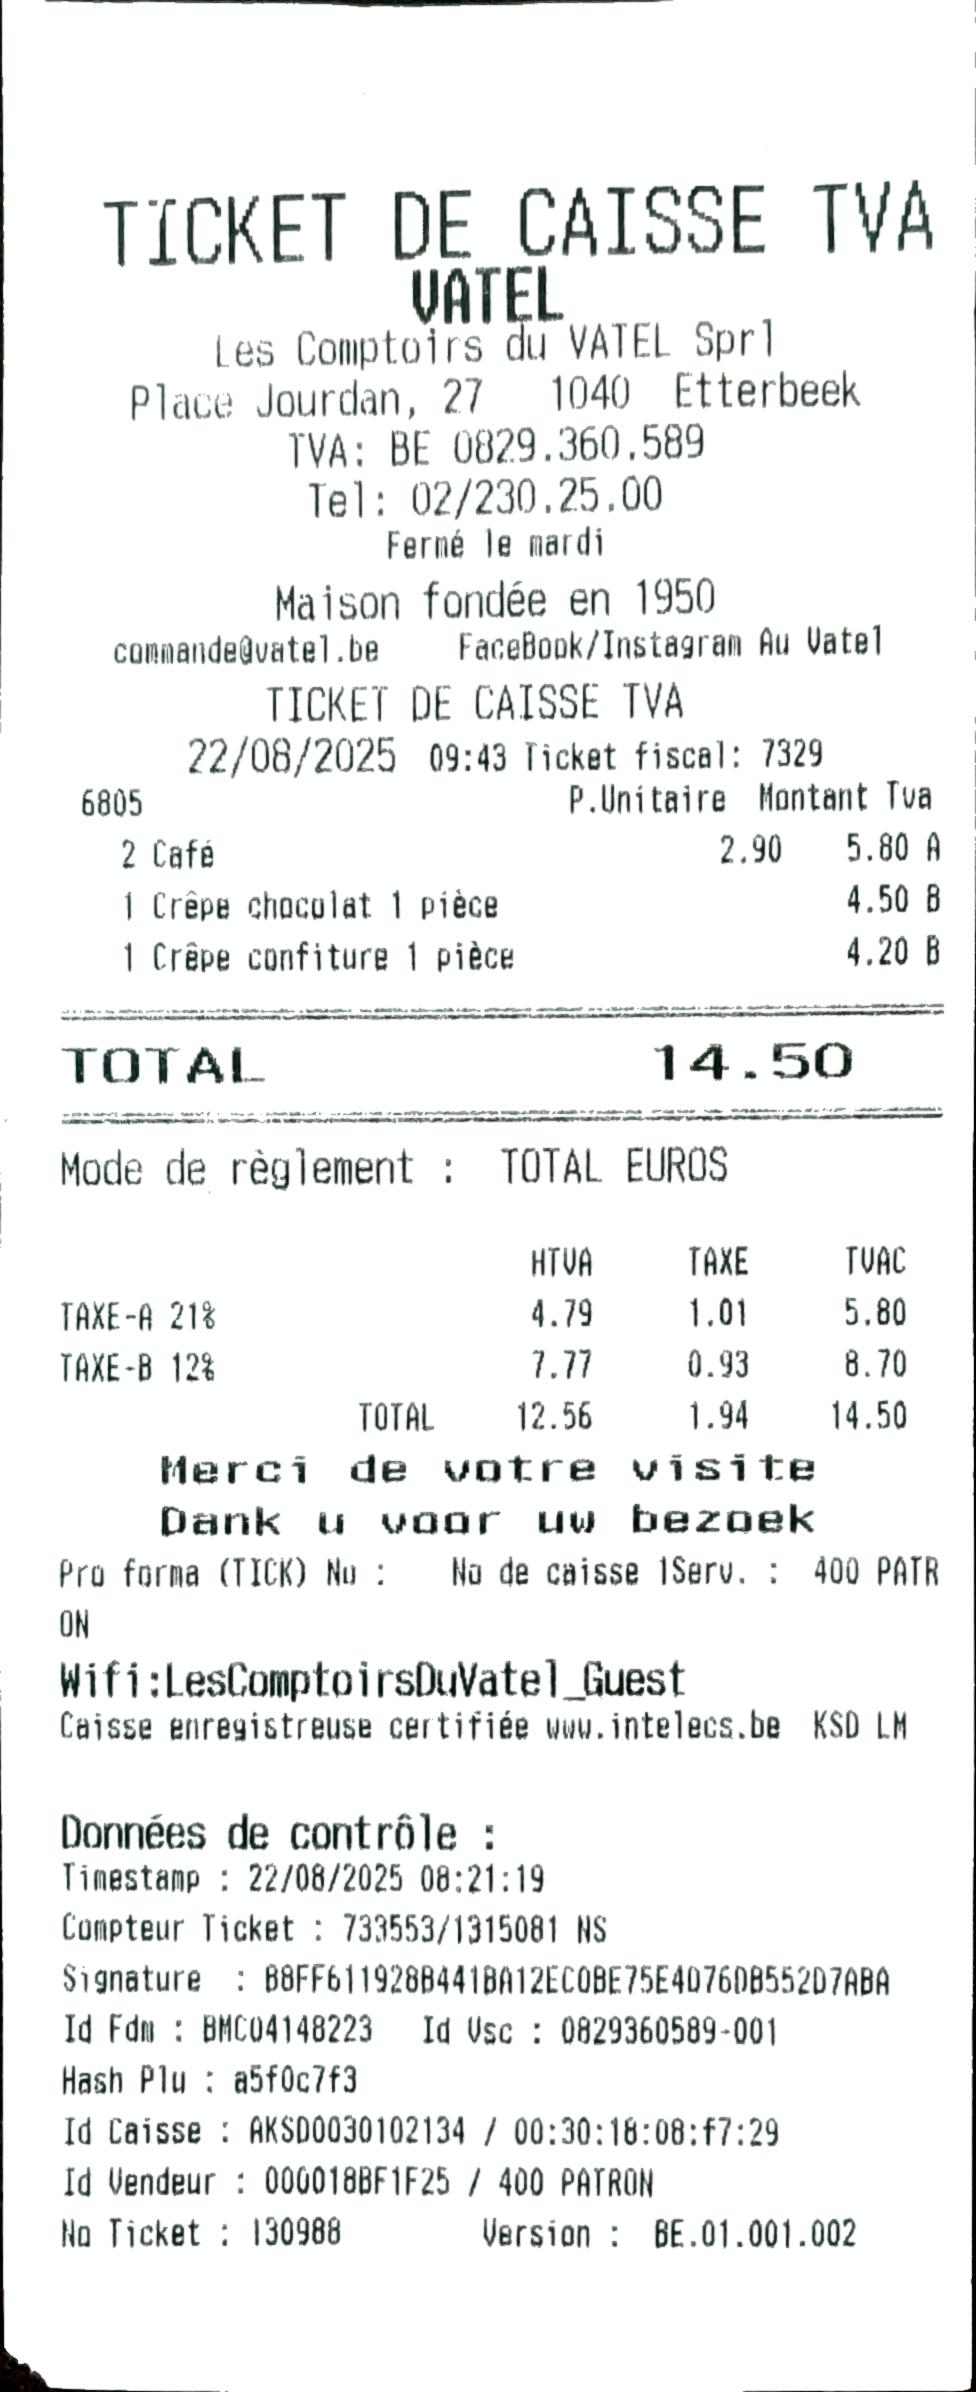 TICKET DE CAISSE TVA
VATEL
Les Comptoirs du VATEL Sprl
Place Jourdan, 27 1040 Etterbeek
TVA: BE 0829.360.589
Tel: 02/230.25.00
Fermé le mardi
Maison fondée en 1950
commande@vatel.be FaceBook/Instagram Au Vatel
TICKET DE CAISSE TVA
22/08/2025 09:43 Ticket fiscal: 7329
6805 P.Unitaire Montant Tva
2 Café 2.90 5.80 A
1 Crêpe chocolat 1 pièce 4.50 B
1 Crêpe confiture 1 pièce 4.20 B
TOTAL 14.50
Mode de règlement : TOTAL EUROS
HTVA TAXE TVAC
TAXE-A 21% 4.79 1.01 5.80
TAXE-B 12% 7.77 0.93 8.70
TOTAL 12.56 1.94 14.50
Merci de votre visite
Dank u voor uw bezoek
Pro forma (TICK) No : No de caisse 1Serv. : 400 PATR
ON
Wifi:LesComptoirsDuVatel_Guest
Caisse enregistreuse certifiée www.intelecs.be KSD LM
Données de contrôle :
Timestamp : 22/08/2025 08:21:19
Compteur Ticket : 733553/1315081 NS
Signature : B8FF611928B441BA12EC0BE75E4D76DB552D7ABA
Id Fdm : BMC04148223 Id Vsc : 0829360589-001
Hash Plu : a5f0c7f3
Id Caisse : AKSD0030102134 / 00:30:18:08:f7:29
Id Vendeur : 000018BF1F25 / 400 PATRON
No Ticket : 130988 Version : BE.01.001.002